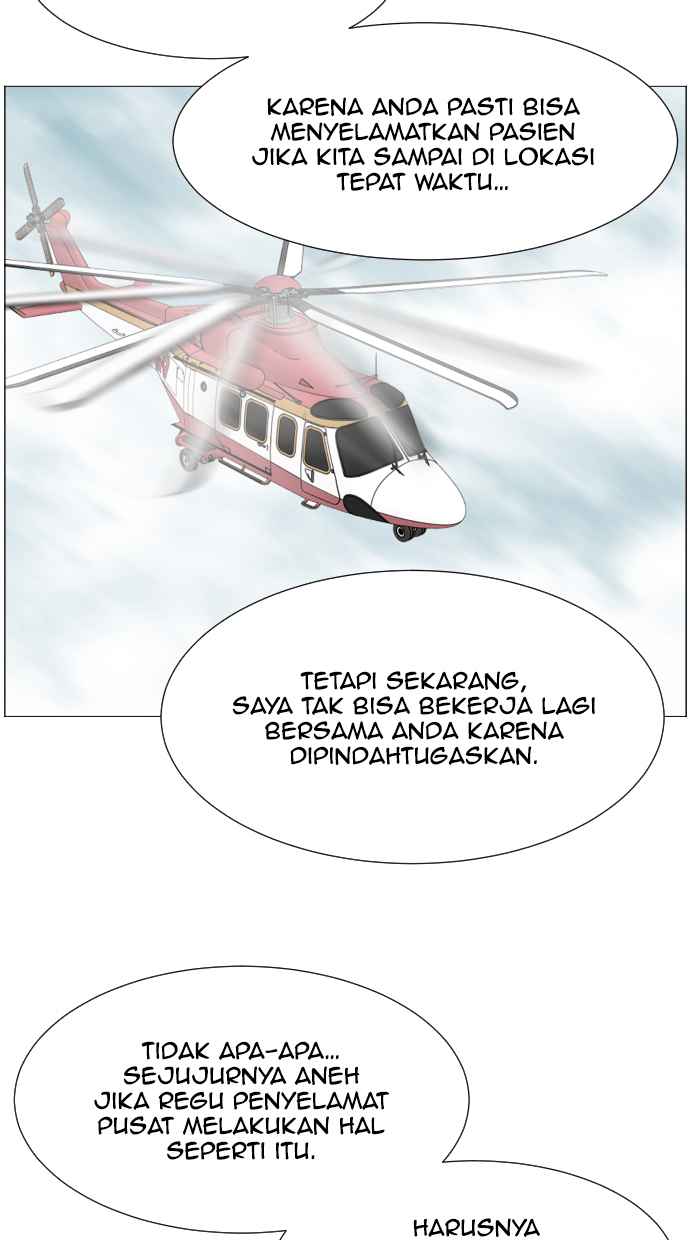 KARENA ANDA PASTI BISA
MENYELAMATKAN PASIEN
JIKA KITA SAMPAI DI LOKASI
TEPAT WAKTU...
TETAPI SEKARANG,
SAYA TAK BISA BEKERJA LAGI
BERSAMA ANDA KARENA
DIPINDAHTUGASKAN.
TIDAK APA-APA...
SEJUJURNYA ANEH
JIKA REGU PENYELAMAT
PUSAT MELAKUKAN HAL
SEPERTI ITU.
HARUSNYA